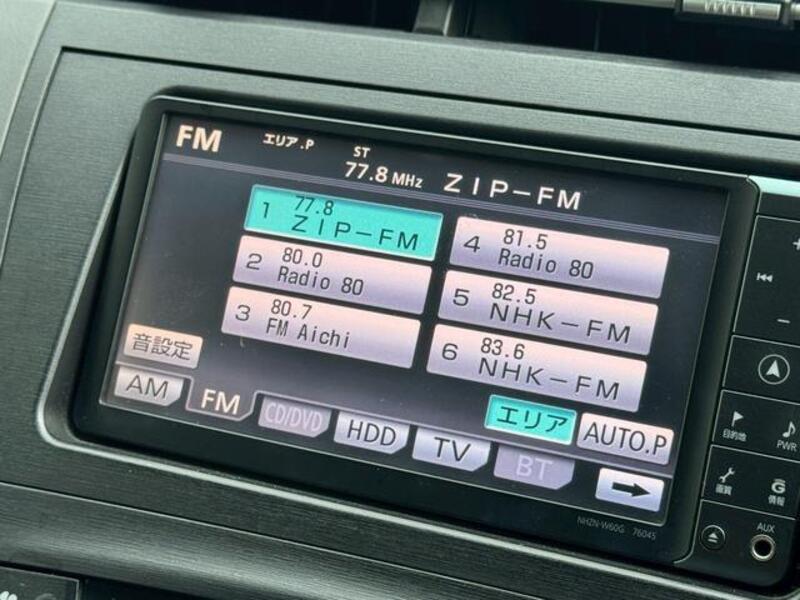 FM
エリア.P
ST
77.8 MHz ZIP-FM
1 77.8 ZIP-FM
2 80.0 Radio 80
3 80.7 FM Aichi
4 81.5 Radio 80
5 82.5 NHK-FM
6 83.6 NHK-FM
音設定
エリア
AUTO.P
AM
FM
CD/DVD
HDD
TV
BT
NHZN-W60G 76045
目的地
PWR
画質
情報
AUX